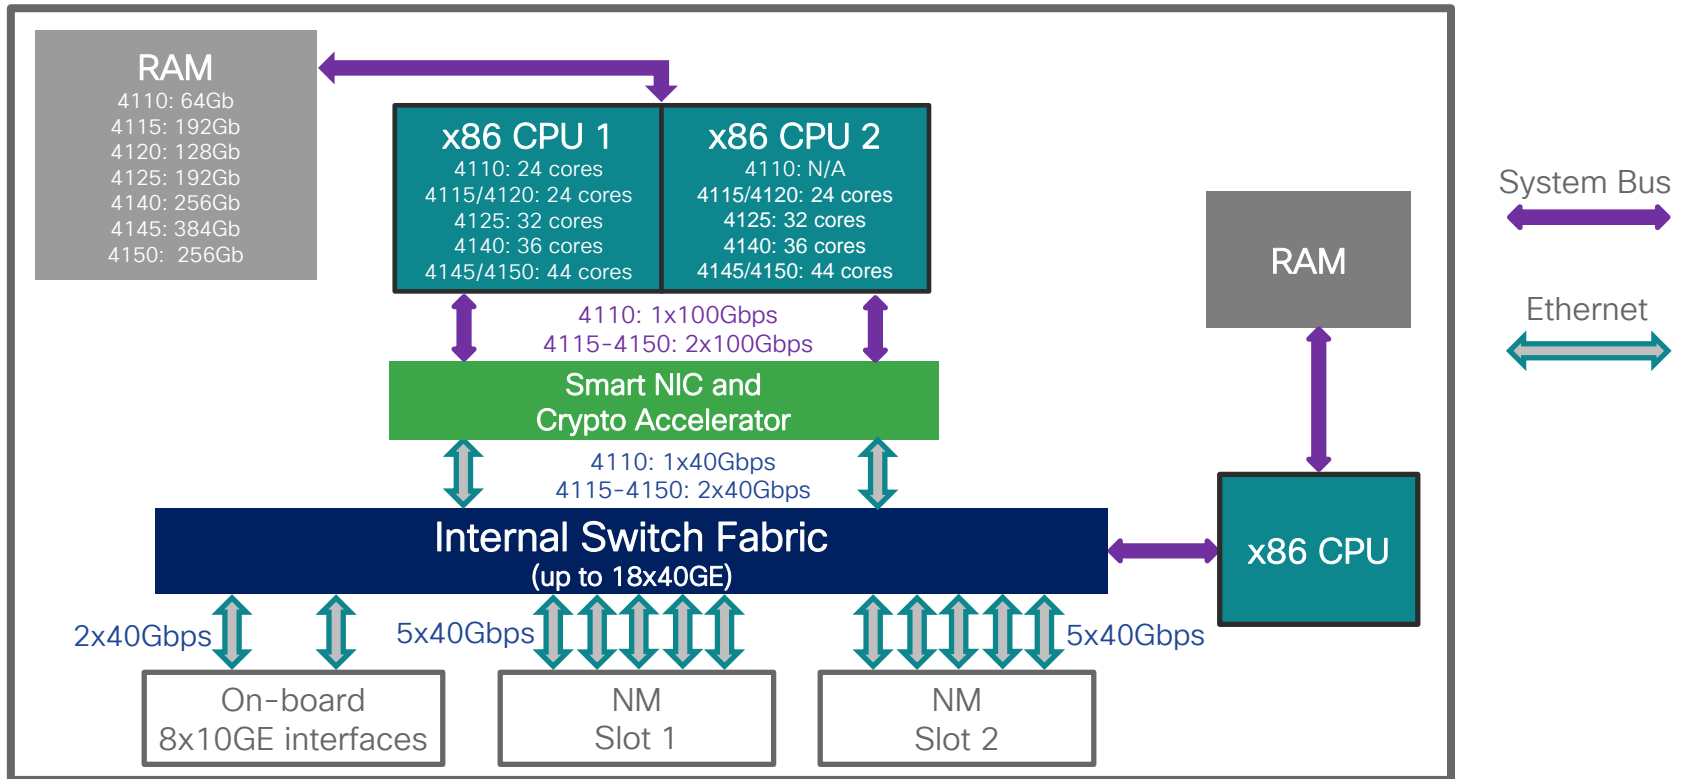 RAM
4110: 64Gb
4115: 192Gb
4120: 128Gb
4125: 192Gb
4140: 256Gb
4145: 384Gb
4150:  256Gb
x86 CPU 1
4110: 24 cores
4115/4120: 24 cores
4125: 32 cores
4140: 36 cores
4145/4150: 44 cores
x86 CPU 2
4110: N/A
4115/4120: 24 cores
4125: 32 cores
4140: 36 cores
4145/4150: 44 cores
4110: 1x100Gbps
4115-4150: 2x100Gbps
Smart NIC and
Crypto Accelerator
4110: 1x40Gbps
4115-4150: 2x40Gbps
Internal Switch Fabric
(up to 18x40GE)
RAM
x86 CPU
2x40Gbps
5x40Gbps
5x40Gbps
On-board
8x10GE interfaces
NM
Slot 1
NM
Slot 2
System Bus
Ethernet